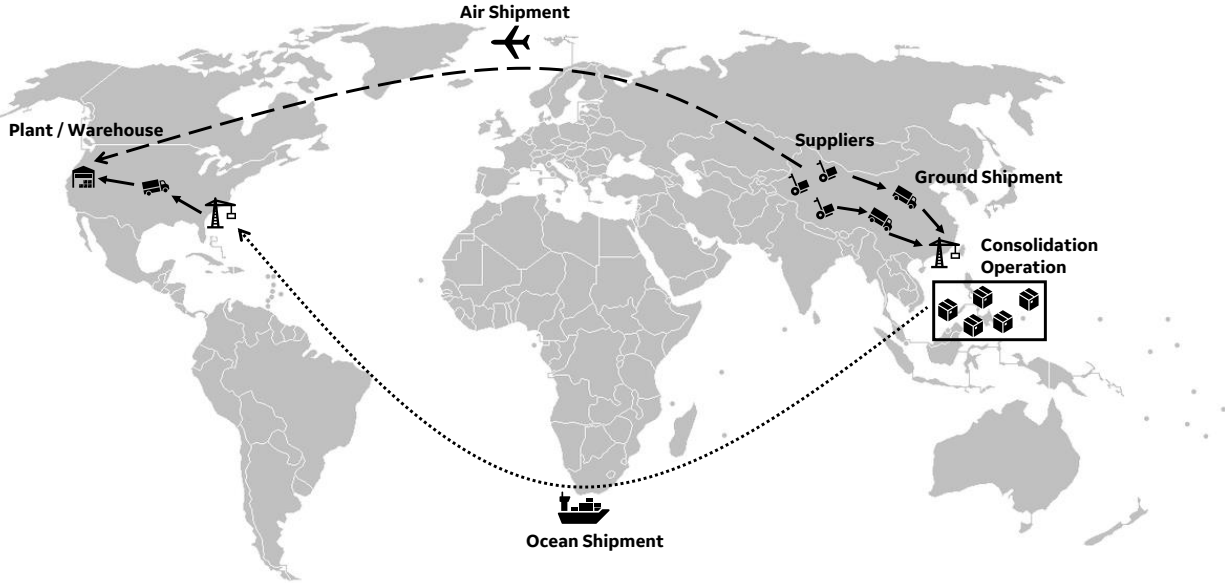 Air Shipment
Plant / Warehouse
Suppliers
Ground Shipment
Consolidation
Operation
Ocean Shipment